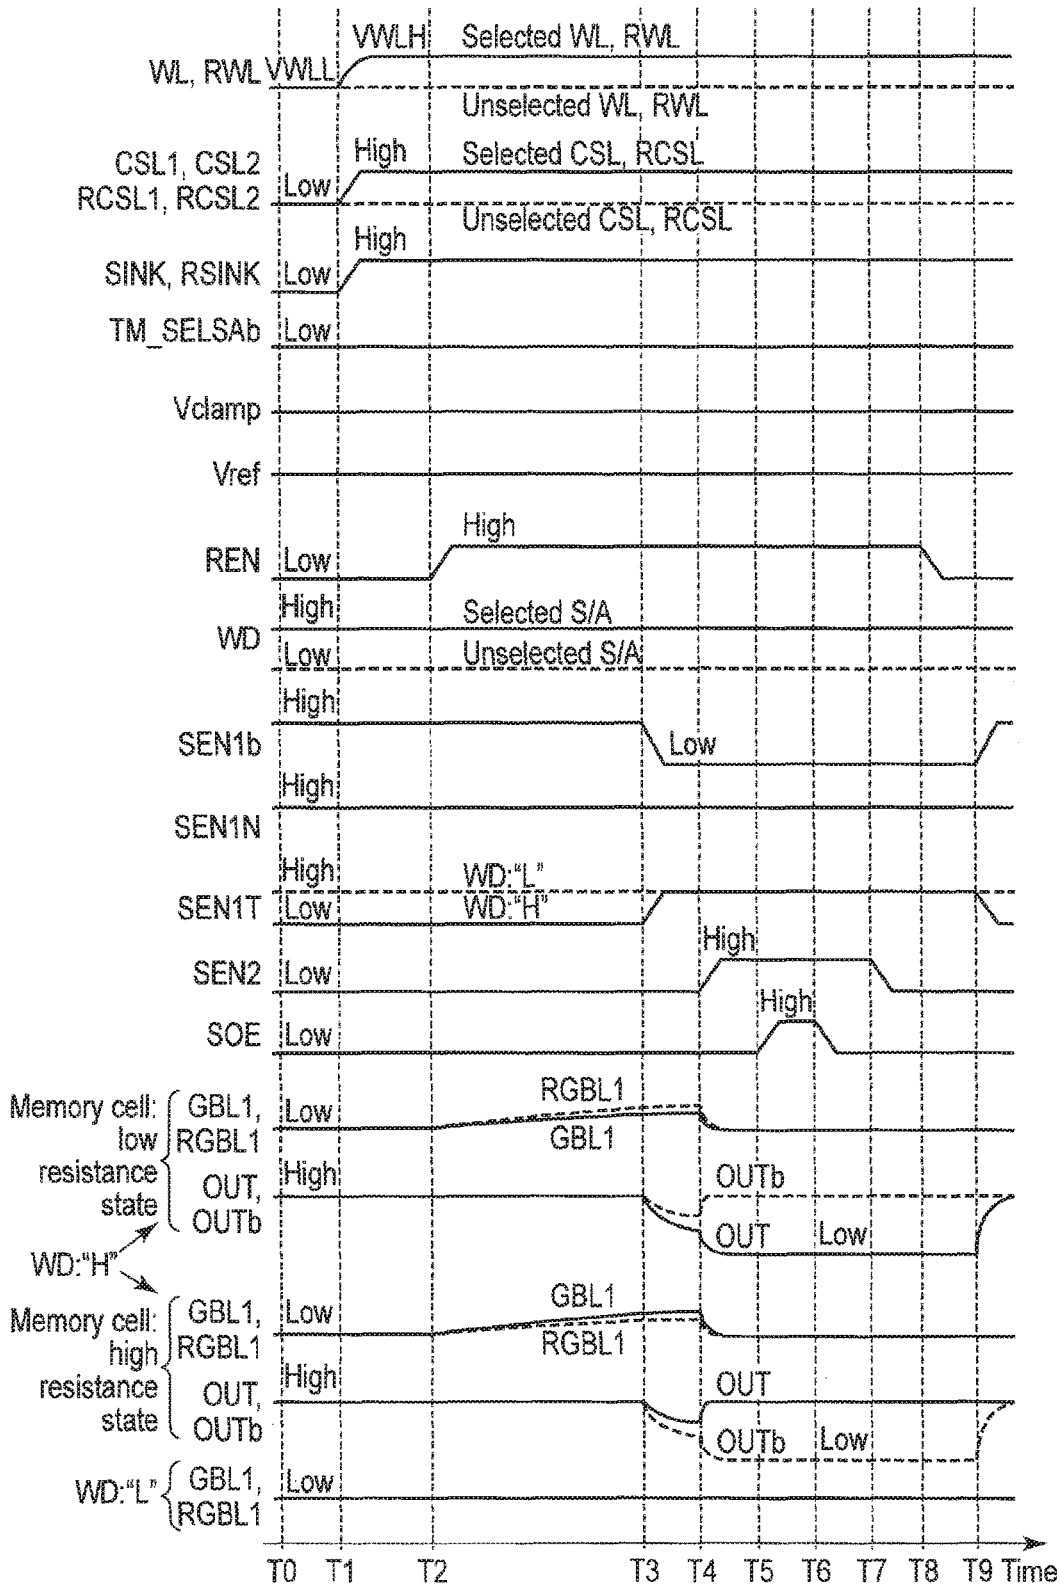 VWLH Selected WL, RWL
WL, RWL VWLL
Unselected WL, RWL
High Selected CSL, RCSL
CSL1, CSL2
RCSL1, RCSL2 Low
Unselected CSL, RCSL
High
SINK, RSINK Low
TM_SELSAb Low
Vclamp
Vref
High
REN Low
High Selected S/A
WD
Low Unselected S/A
High
SEN1b Low
High
SEN1N
High WD:"L"
SEN1T Low WD:"H"
High
SEN2 Low
High
SOE Low
Memory cell:
low
resistance
state
GBL1,
RGBL1
Low
RGBL1
GBL1
OUT,
OUTb
High
OUTb
OUT Low
WD:"H"
Memory cell:
high
resistance
state
GBL1,
RGBL1
Low
GBL1
RGBL1
OUT,
OUTb
High
OUT
OUTb Low
WD:"L"
GBL1,
RGBL1
Low
T0 T1 T2 T3 T4 T5 T6 T7 T8 T9 Time